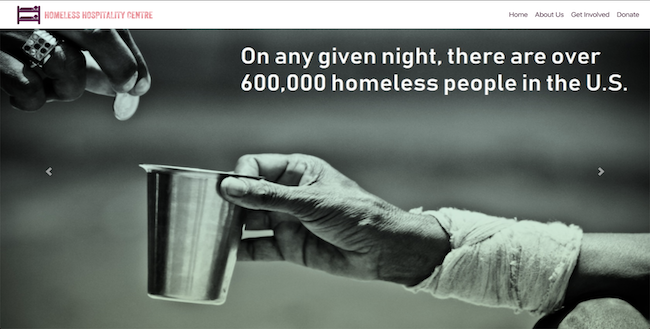 HOMELESS HOSPITALITY CENTRE
Home About Us Get Involved Donate
On any given night, there are over
600,000 homeless people in the U.S.